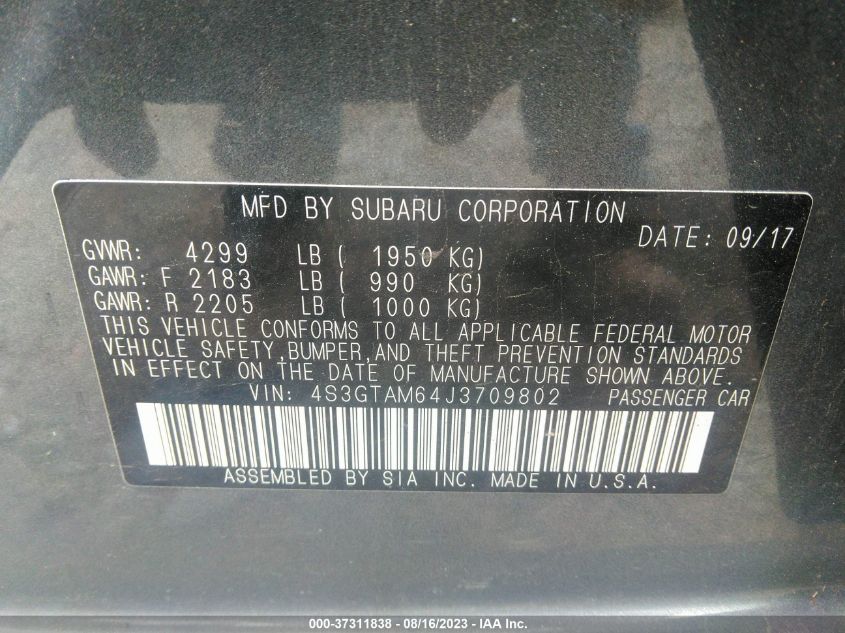 MFD BY SUBARU CORPORATION
DATE: 09/17
GVWR: 4299 LB ( 1950 KG)
GAWR: F 2183 LB ( 990 KG)
GAWR: R 2205 LB ( 1000 KG)
THIS VEHICLE CONFORMS TO ALL APPLICABLE FEDERAL MOTOR
VEHICLE SAFETY,BUMPER,AND THEFT PREVENTION STANDARDS
IN EFFECT ON THE DATE OF MANUFACTURE SHOWN ABOVE.
VIN: 4S3GTAM64J3709802 PASSENGER CAR
ASSEMBLED BY SIA INC. MADE IN U.S.A.
000-37311838 - 08/16/2023 - IAA Inc.